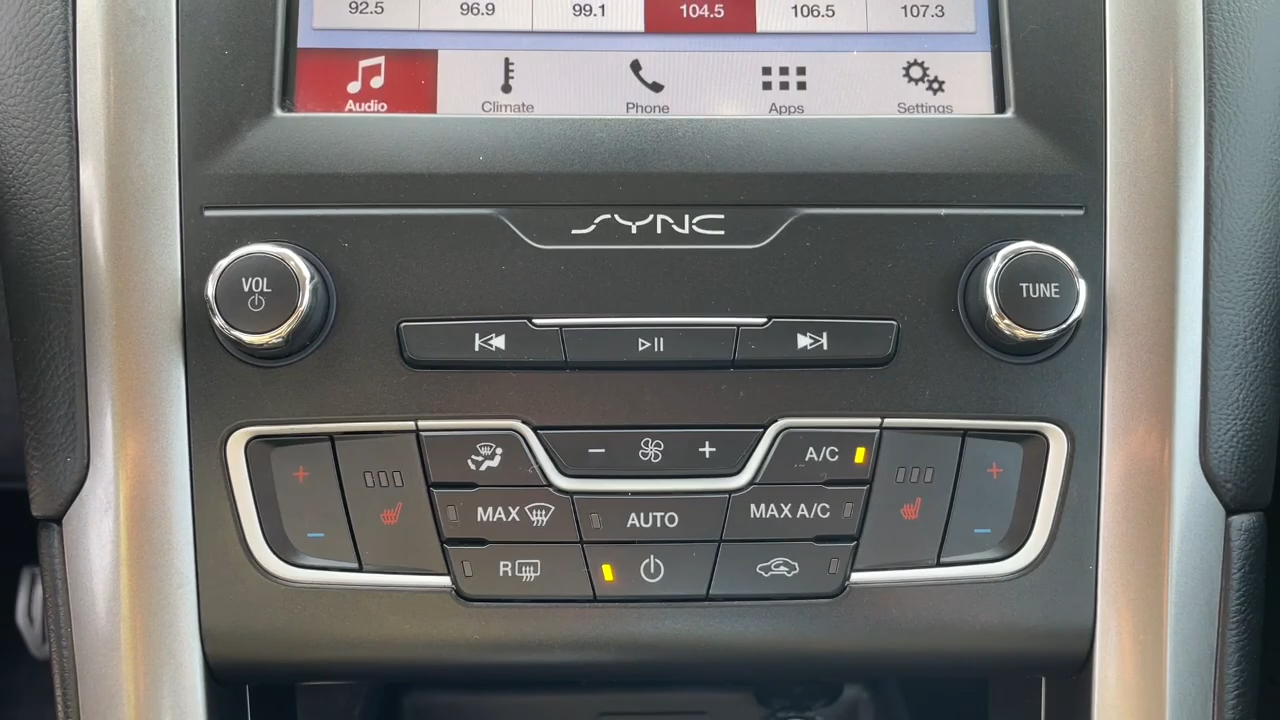 92.5 96.9 99.1 104.5 106.5 107.3
Audio Climate Phone Apps Settings
SYNC
VOL
TUNE
A/C
MAX
AUTO
MAX A/C
R